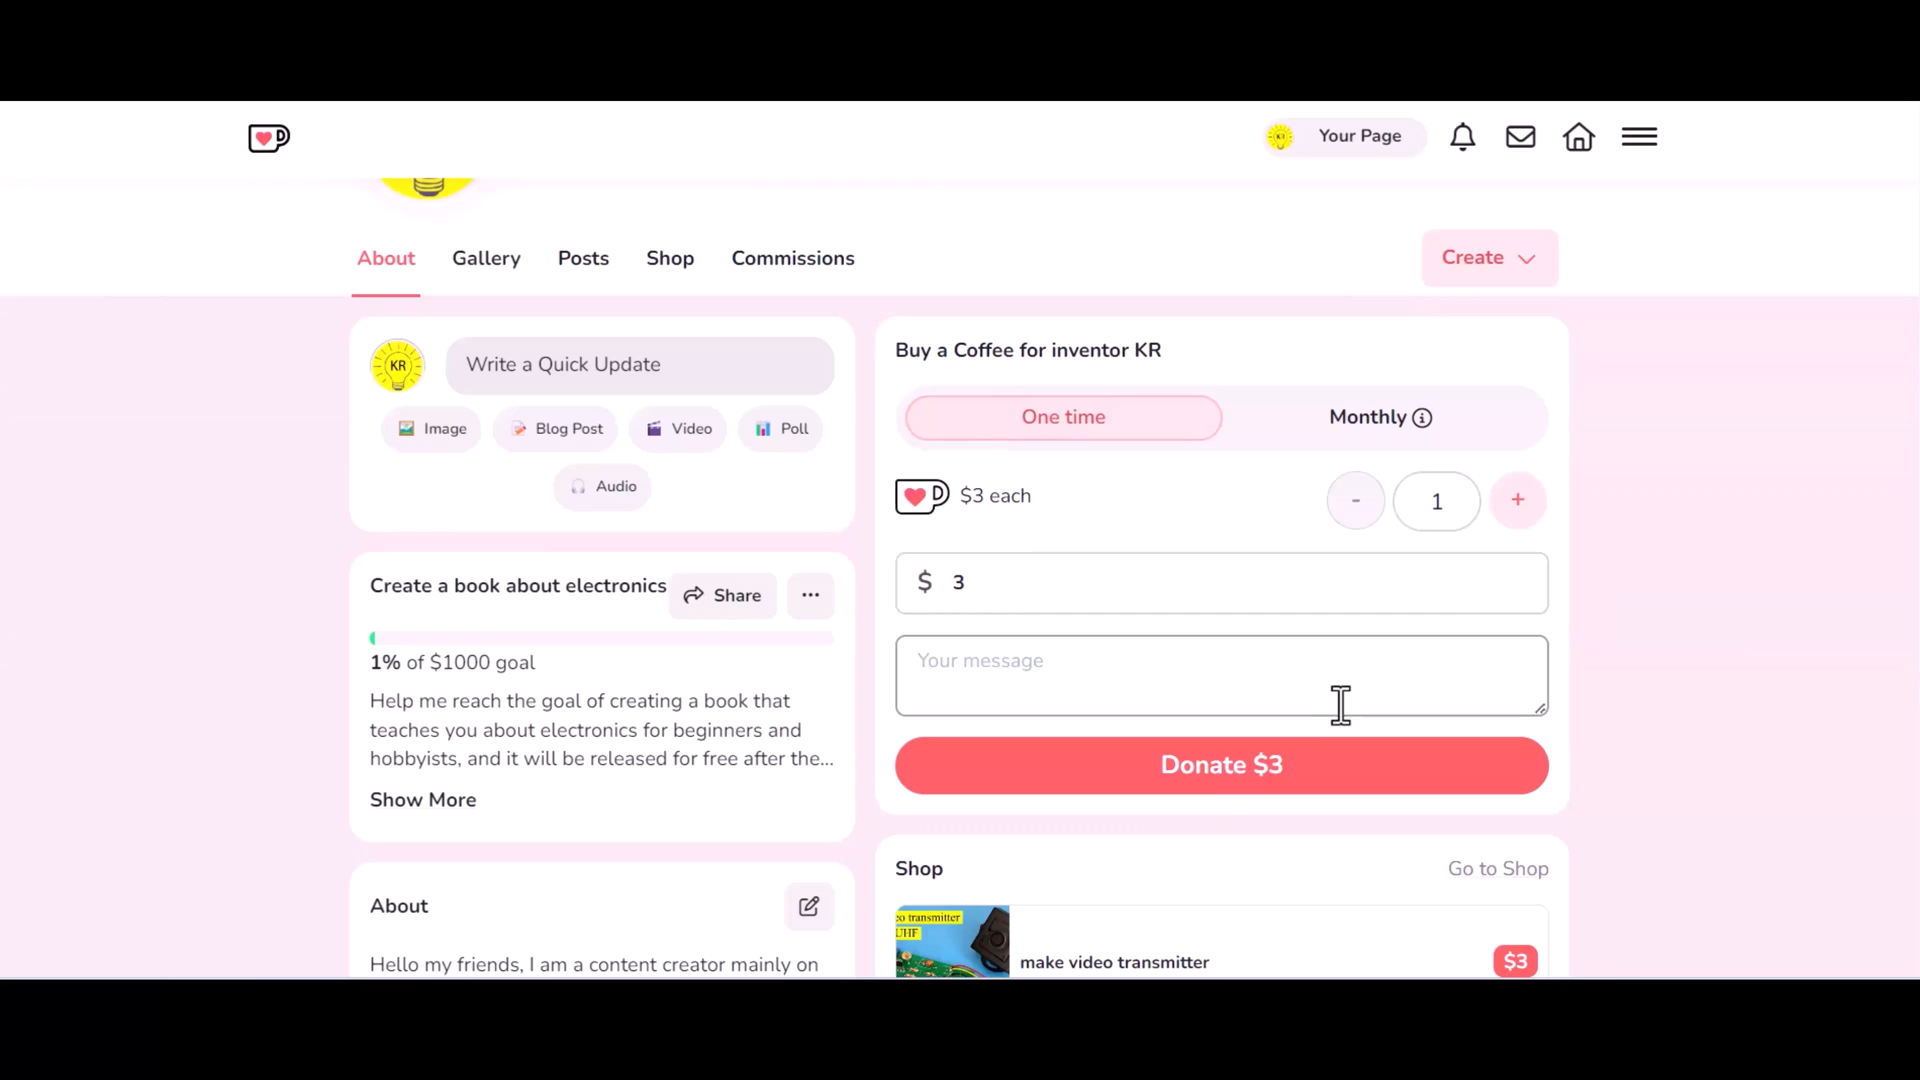 Your Page
About
Gallery
Posts
Shop
Commissions
Create
KR
Write a Quick Update
Image
Blog Post
Video
Poll
Audio
Create a book about electronics
Share
1% of $1000 goal
Help me reach the goal of creating a book that
teaches you about electronics for beginners and
hobbyists, and it will be released for free after the...
Show More
About
Hello my friends, I am a content creator mainly on
Buy a Coffee for inventor KR
One time
Monthly
$3 each
-
1
+
$ 3
Your message
Donate $3
Shop
Go to Shop
eo transmitter
UHF
make video transmitter
$3